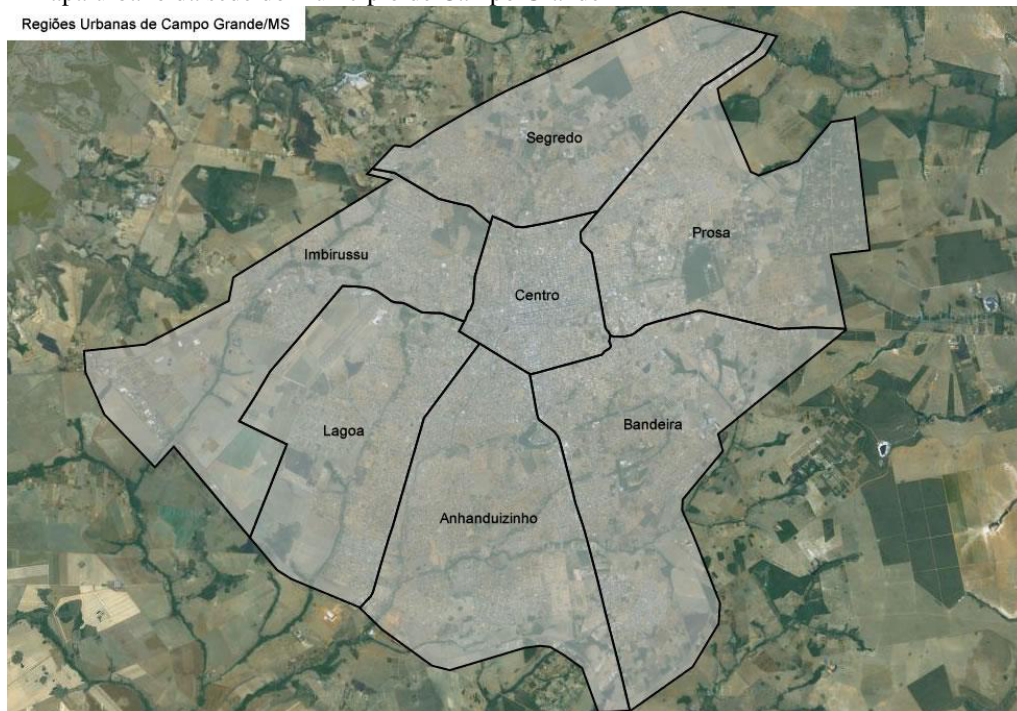 Regiões Urbanas de Campo Grande/MS
Segredo
Prosa
Imbirussu
Centro
Lagoa
Bandeira
Anhanduizinho